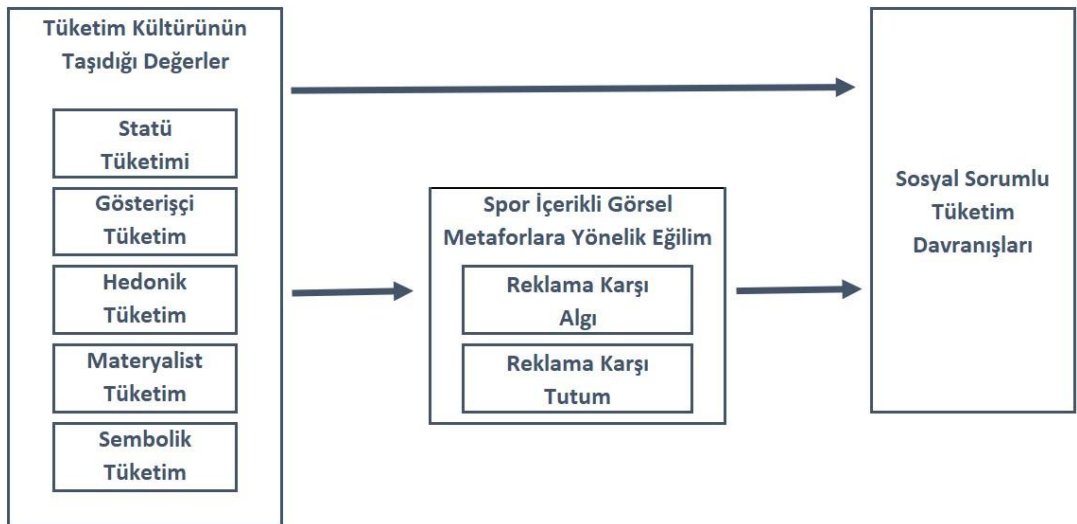 Tüketim Kültürünün
Taşıdığı Değerler
Statü
Tüketimi
Gösterişçi
Tüketim
Hedonik
Tüketim
Materyalist
Tüketim
Sembolik
Tüketim
Spor İçerikli Görsel
Metaforlara Yönelik Eğilim
Reklama Karşı
Algı
Reklama Karşı
Tutum
Sosyal Sorumlu
Tüketim
Davranışları